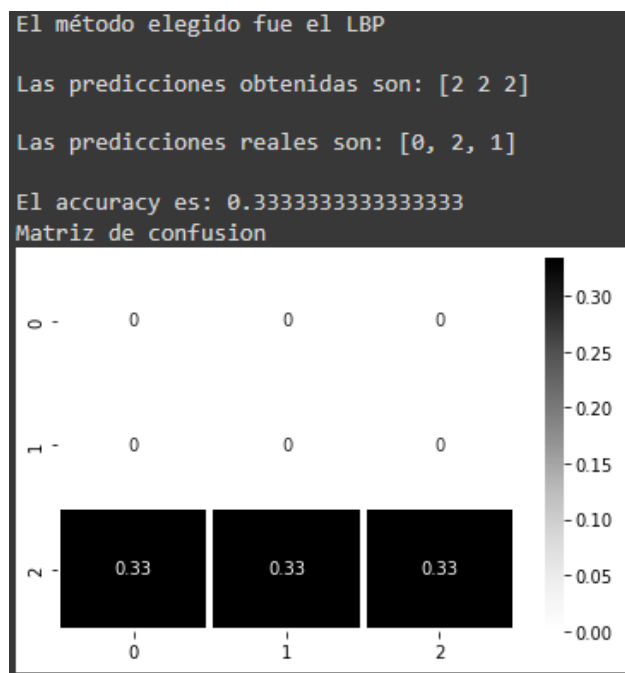 El método elegido fue el LBP
Las predicciones obtenidas son: [2 2 2]
Las predicciones reales son: [0, 2, 1]
El accuracy es: 0.3333333333333333
Matriz de confusion
0 0 0 0
1 0 0 0
2 0.33 0.33 0.33
0 1 2
0.30
0.25
0.20
0.15
0.10
0.05
0.00